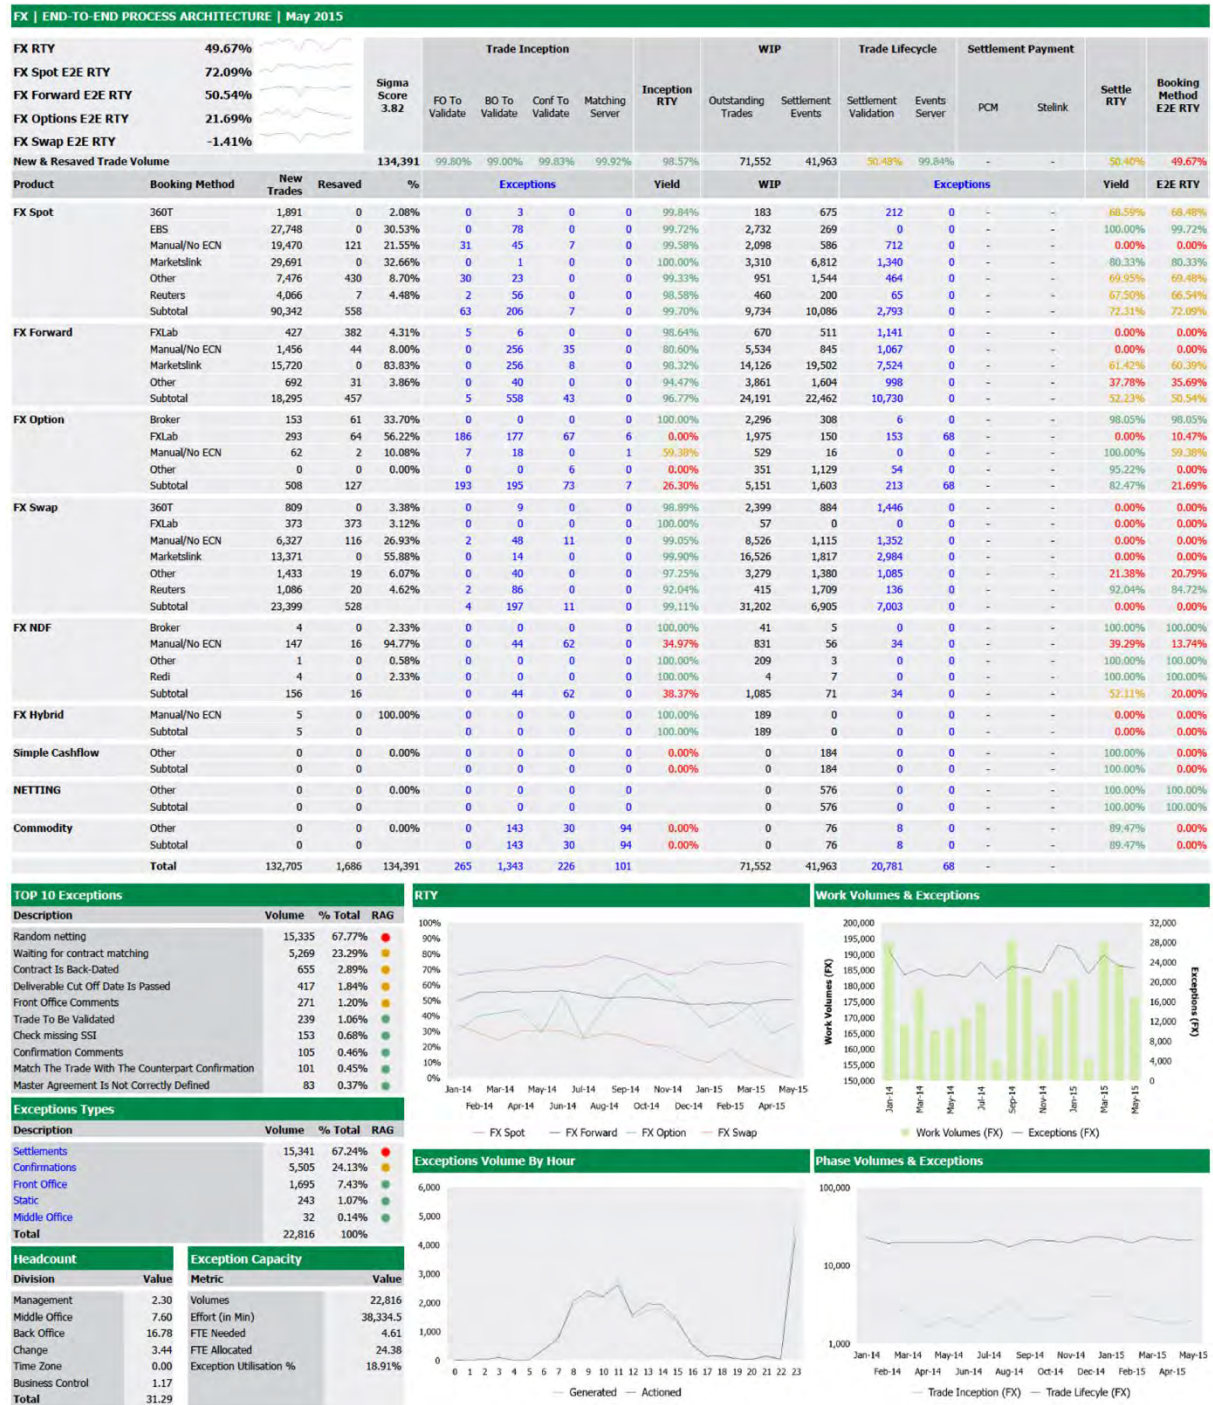 FX | END-TO-END PROCESS ARCHITECTURE | May 2015
FX RTY 49.67%
FX Spot E2E RTY 72.09%
FX Forward E2E RTY 50.54%
FX Options E2E RTY 21.69%
FX Swap E2E RTY -1.41%
Sigma Score 3.82
Trade Inception WIP Trade Lifecycle Settlement Payment
FO To Validate BO To Validate Conf To Validate Matching Server Inception RTY Outstanding Trades Settlement Events Settlement Validation Events Server PCM Stelink Settle RTY Booking Method E2E RTY
New & Resaved Trade Volume 134,391 99.80% 99.00% 99.83% 99.92% 98.57% 71,552 41,963 50.48% 99.84% - - 50.40% 49.67%
Product Booking Method New Trades Resaved % Exceptions Yield WIP Exceptions Yield E2E RTY
FX Spot 360T 1,891 0 2.08% 0 3 0 0 99.84% 183 675 212 0 - - 68.59% 68.48%
EBS 27,748 0 30.53% 0 78 0 0 99.72% 2,732 269 0 0 - - 100.00% 99.72%
Manual/No ECN 19,470 121 21.55% 31 45 7 0 99.58% 2,098 586 712 0 - - 0.00% 0.00%
Marketslink 29,691 0 32.66% 0 1 0 0 100.00% 3,310 6,812 1,340 0 - - 80.33% 80.33%
Other 7,476 430 8.70% 30 23 0 0 99.33% 951 1,544 464 0 - - 69.95% 69.48%
Reuters 4,066 7 4.48% 2 56 0 0 98.58% 460 200 65 0 - - 67.50% 66.54%
Subtotal 90,342 558 63 206 7 0 99.70% 9,734 10,086 2,793 0 - - 72.31% 72.09%
FX Forward FXLab 427 382 4.31% 5 6 0 0 98.64% 670 511 1,141 0 - - 0.00% 0.00%
Manual/No ECN 1,456 44 8.00% 0 256 35 0 80.60% 5,534 845 1,067 0 - - 0.00% 0.00%
Marketslink 15,720 0 83.83% 0 256 8 0 98.32% 14,126 19,502 7,524 0 - - 61.42% 60.39%
Other 692 31 3.86% 0 40 0 0 94.47% 3,861 1,604 998 0 - - 37.78% 35.69%
Subtotal 18,295 457 5 558 43 0 96.77% 24,191 22,462 10,730 0 - - 52.23% 50.54%
FX Option Broker 153 61 33.70% 0 0 0 0 100.00% 2,296 308 6 0 - - 98.05% 98.05%
FXLab 293 64 56.22% 186 177 67 6 0.00% 1,975 150 153 68 - - 0.00% 10.47%
Manual/No ECN 62 2 10.08% 7 18 0 1 59.38% 529 16 0 0 - - 100.00% 59.38%
Other 0 0 0.00% 0 0 6 0 0.00% 351 1,129 54 0 - - 95.22% 0.00%
Subtotal 508 127 193 195 73 7 26.30% 5,151 1,603 213 68 - - 82.47% 21.69%
FX Swap 360T 809 0 3.38% 0 9 0 0 98.89% 2,399 884 1,446 0 - - 0.00% 0.00%
FXLab 373 373 3.12% 0 0 0 0 100.00% 57 0 0 0 - - 0.00% 0.00%
Manual/No ECN 6,327 116 26.93% 2 48 11 0 99.05% 8,526 1,115 1,352 0 - - 0.00% 0.00%
Marketslink 13,371 0 55.88% 0 14 0 0 99.90% 16,526 1,817 2,984 0 - - 0.00% 0.00%
Other 1,433 19 6.07% 0 40 0 0 97.25% 3,279 1,380 1,085 0 - - 21.38% 20.79%
Reuters 1,086 20 4.62% 2 86 0 0 92.04% 415 1,709 136 0 - - 92.04% 84.72%
Subtotal 23,399 528 4 197 11 0 99.11% 31,202 6,905 7,003 0 - - 0.00% 0.00%
FX NDF Broker 4 0 2.33% 0 0 0 0 100.00% 41 5 0 0 - - 100.00% 100.00%
Manual/No ECN 147 16 94.77% 0 44 62 0 34.97% 831 56 34 0 - - 39.29% 13.74%
Other 1 0 0.58% 0 0 0 0 100.00% 209 3 0 0 - - 100.00% 100.00%
Redi 4 0 2.33% 0 0 0 0 100.00% 4 7 0 0 - - 100.00% 100.00%
Subtotal 156 16 0 44 62 0 38.37% 1,085 71 34 0 - - 52.11% 20.00%
FX Hybrid Manual/No ECN 5 0 100.00% 0 0 0 0 100.00% 189 0 0 0 - - 0.00% 0.00%
Subtotal 5 0 0 0 0 0 100.00% 189 0 0 0 - - 0.00% 0.00%
Simple Cashflow Other 0 0 0.00% 0 0 0 0 0.00% 0 184 0 0 - - 100.00% 0.00%
Subtotal 0 0 0 0 0 0 0.00% 0 184 0 0 - - 100.00% 0.00%
NETTING Other 0 0 0.00% 0 0 0 0 0 576 0 0 - - 100.00% 100.00%
Subtotal 0 0 0 0 0 0 0 576 0 0 - - 100.00% 100.00%
Commodity Other 0 0 0.00% 0 143 30 94 0.00% 0 76 8 0 - - 89.47% 0.00%
Subtotal 0 0 0 143 30 94 0.00% 0 76 8 0 - - 89.47% 0.00%
Total 132,705 1,686 134,391 265 1,343 226 101 71,552 41,963 20,781 68 - -
TOP 10 Exceptions
Description Volume % Total RAG
Random netting 15,335 67.77%
Waiting for contract matching 5,269 23.29%
Contract Is Back-Dated 655 2.89%
Deliverable Cut Off Date Is Passed 417 1.84%
Front Office Comments 271 1.20%
Trade To Be Validated 239 1.06%
Check missing SSI 153 0.68%
Confirmation Comments 105 0.46%
Match The Trade With The Counterpart Confirmation 101 0.45%
Master Agreement Is Not Correctly Defined 83 0.37%
Exceptions Types
Description Volume % Total RAG
Settlements 15,341 67.24%
Confirmations 5,505 24.13%
Front Office 1,695 7.43%
Static 243 1.07%
Middle Office 32 0.14%
Total 22,816 100%
Headcount
Division Value
Management 2.30
Middle Office 7.60
Back Office 16.78
Change 3.44
Time Zone 0.00
Business Control 1.17
Total 31.29
Exception Capacity
Metric Value
Volumes 22,816
Effort (in Min) 38,334.5
FTE Needed 4.61
FTE Allocated 24.38
Exception Utilisation % 18.91%
RTY
100%
90%
80%
70%
60%
50%
40%
30%
20%
10%
0%
Jan-14 Mar-14 May-14 Jul-14 Sep-14 Nov-14 Jan-15 Mar-15 May-15
Feb-14 Apr-14 Jun-14 Aug-14 Oct-14 Dec-14 Feb-15 Apr-15
FX Spot FX Forward FX Option FX Swap
Work Volumes & Exceptions
Work Volumes (FX)
200,000
195,000
190,000
185,000
180,000
175,000
170,000
165,000
160,000
155,000
150,000
32,000
28,000
24,000
20,000
16,000
12,000
8,000
4,000
0
Exceptions (FX)
Jan-14 Mar-14 May-14 Jul-14 Sep-14 Nov-14 Jan-15 Mar-15 May-15
Work Volumes (FX) Exceptions (FX)
Exceptions Volume By Hour
6,000
5,000
4,000
3,000
2,000
1,000
0
0 1 2 3 4 5 6 7 8 9 10 11 12 13 14 15 16 17 18 19 20 21 22 23
Generated Actioned
Phase Volumes & Exceptions
100,000
10,000
1,000
Jan-14 Mar-14 May-14 Jul-14 Sep-14 Nov-14 Jan-15 Mar-15 May-15
Feb-14 Apr-14 Jun-14 Aug-14 Oct-14 Dec-14 Feb-15 Apr-15
Trade Inception (FX) Trade Lifecyle (FX)